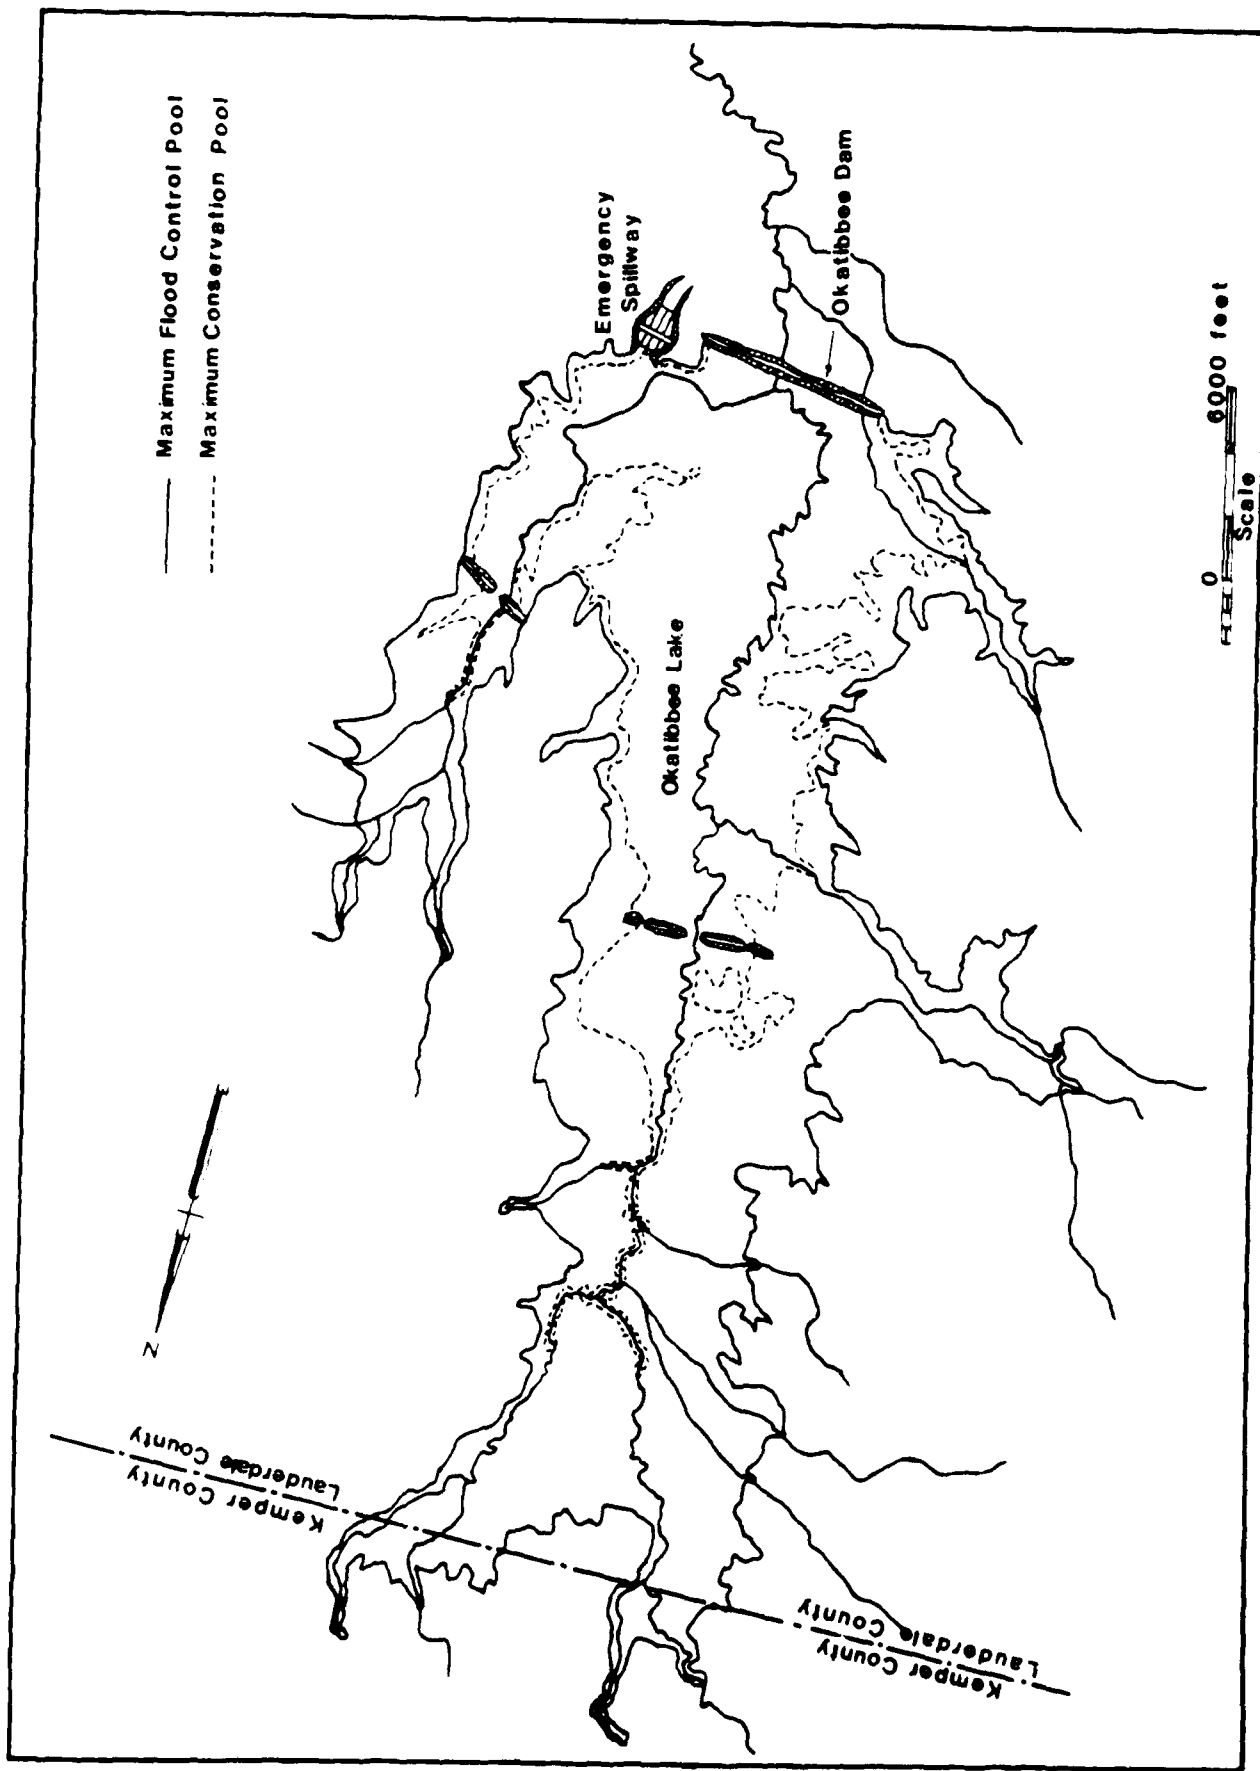 Maximum Flood Control Pool
Maximum Conservation Pool
Emergency
Spillway
Okatibbee Dam
Okatibbee Lake
0 6000 feet
Scale
N
Lauderdale County
Kemper County
Lauderdale County
Kemper County